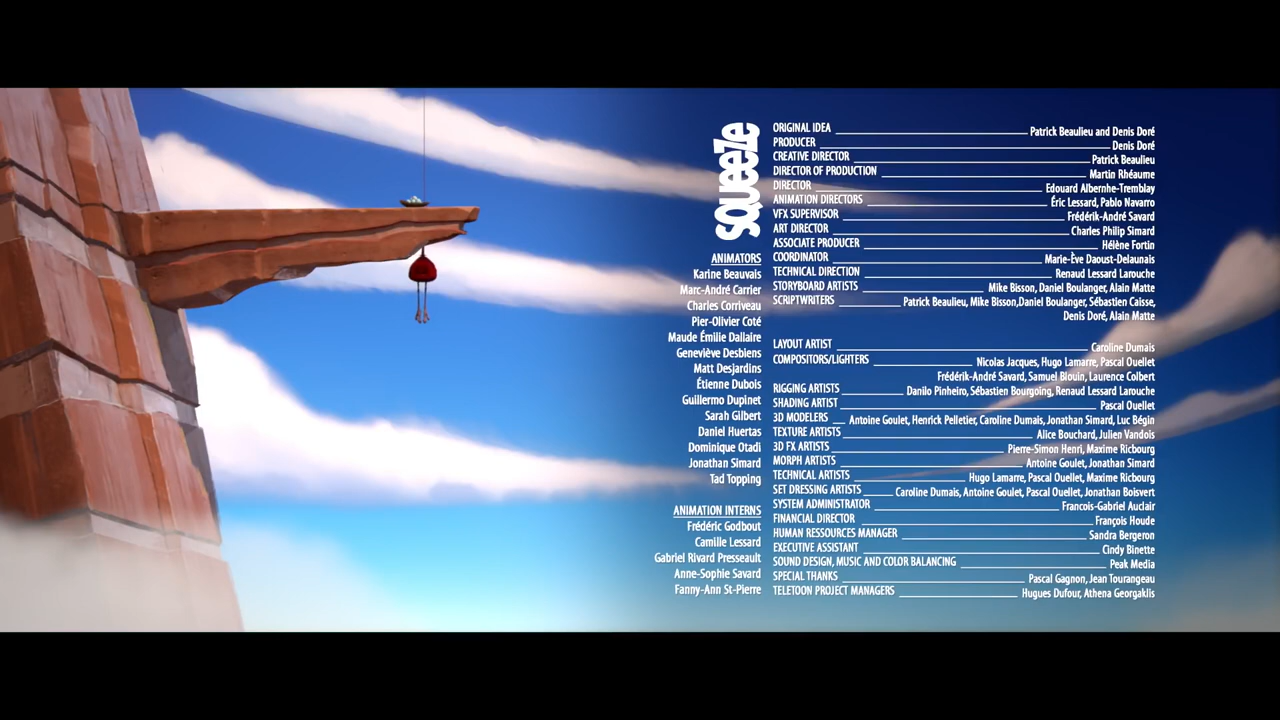 squeeze
ANIMATORS
Karine Beauvais
Marc-André Carrier
Charles Corriveau
Pier-Olivier Coté
Maude Émilie Dallaire
Geneviève Desbiens
Matt Desjardins
Étienne Dubois
Guillermo Dupinet
Sarah Gilbert
Daniel Huertas
Dominique Otadi
Jonathan Simard
Tad Topping
ANIMATION INTERNS
Frédéric Godbout
Camille Lessard
Gabriel Rivard Presseault
Anne-Sophie Savard
Fanny-Ann St-Pierre
ORIGINAL IDEA Patrick Beaulieu and Denis Doré
PRODUCER Denis Doré
CREATIVE DIRECTOR Patrick Beaulieu
DIRECTOR OF PRODUCTION Martin Rhéaume
DIRECTOR Edouard Albernhe-Tremblay
ANIMATION DIRECTORS Éric Lessard, Pablo Navarro
VFX SUPERVISOR Frédérik-André Savard
ART DIRECTOR Charles Philip Simard
ASSOCIATE PRODUCER Hélène Fortin
COORDINATOR Marie-Ève Daoust-Delaunais
TECHNICAL DIRECTION Renaud Lessard Larouche
STORYBOARD ARTISTS Mike Bisson, Daniel Boulanger, Alain Matte
SCRIPTWRITERS Patrick Beaulieu, Mike Bisson,Daniel Boulanger, Sébastien Caisse,
Denis Doré, Alain Matte
LAYOUT ARTIST Caroline Dumais
COMPOSITORS/LIGHTERS Nicolas Jacques, Hugo Lamarre, Pascal Ouellet
Frédérik-André Savard, Samuel Blouin, Laurence Colbert
RIGGING ARTISTS Danilo Pinheiro, Sébastien Bourgoing, Renaud Lessard Larouche
SHADING ARTIST Pascal Ouellet
3D MODELERS Antoine Goulet, Henrick Pelletier, Caroline Dumais, Jonathan Simard, Luc Bégin
TEXTURE ARTISTS Alice Bouchard, Julien Vandois
3D FX ARTISTS Pierre-Simon Henri, Maxime Ricbourg
MORPH ARTISTS Antoine Goulet, Jonathan Simard
TECHNICAL ARTISTS Hugo Lamarre, Pascal Ouellet, Maxime Ricbourg
SET DRESSING ARTISTS Caroline Dumais, Antoine Goulet, Pascal Ouellet, Jonathan Boisvert
SYSTEM ADMINISTRATOR Francois-Gabriel Auclair
FINANCIAL DIRECTOR François Houde
HUMAN RESSOURCES MANAGER Sandra Bergeron
EXECUTIVE ASSISTANT Cindy Binette
SOUND DESIGN, MUSIC AND COLOR BALANCING Peak Media
SPECIAL THANKS Pascal Gagnon, Jean Tourangeau
TELETOON PROJECT MANAGERS Hugues Dufour, Athena Georgaklis